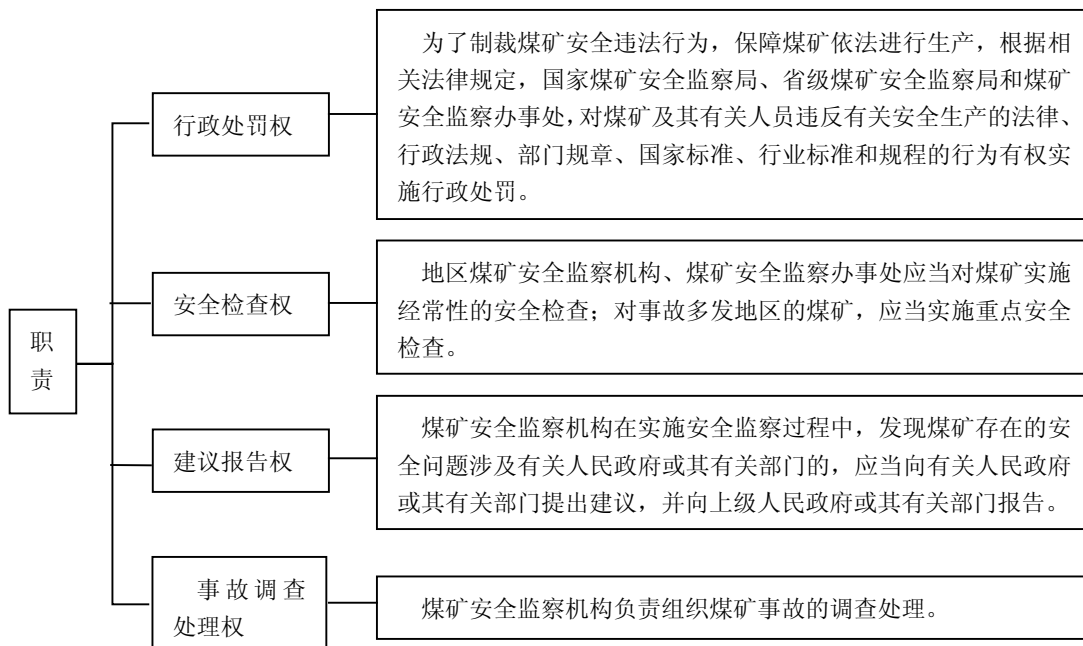 职
责
行政处罚权
为了制裁煤矿安全违法行为，保障煤矿依法进行生产，根据相
关法律规定，国家煤矿安全监察局、省级煤矿安全监察局和煤矿
安全监察办事处，对煤矿及其有关人员违反有关安全生产的法律、
行政法规、部门规章、国家标准、行业标准和规程的行为有权实
施行政处罚。
安全检查权
地区煤矿安全监察机构、煤矿安全监察办事处应当对煤矿实施
经常性的安全检查；对事故多发地区的煤矿，应当实施重点安全
检查。
建议报告权
煤矿安全监察机构在实施安全监察过程中，发现煤矿存在的安
全问题涉及有关人民政府或其有关部门的，应当向有关人民政府
或其有关部门提出建议，并向上级人民政府或其有关部门报告。
事故调查
处理权
煤矿安全监察机构负责组织煤矿事故的调查处理。